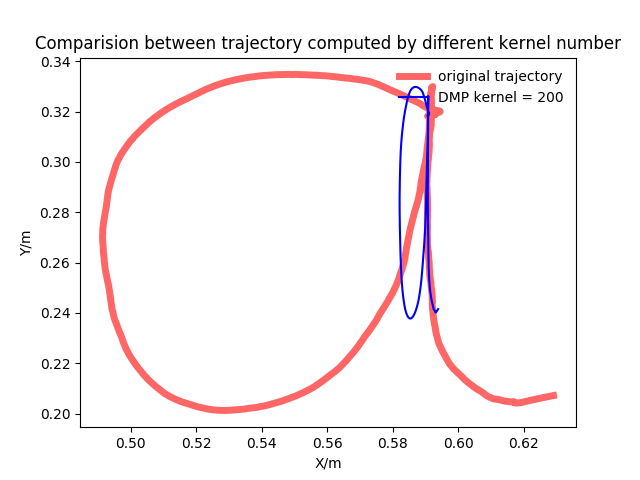 Comparision between trajectory computed by different kernel number
original trajectory
DMP kernel = 200
0.34
0.32
0.30
0.28
0.26
0.24
0.22
0.20
Y/m
0.50 0.52 0.54 0.56 0.58 0.60 0.62
X/m